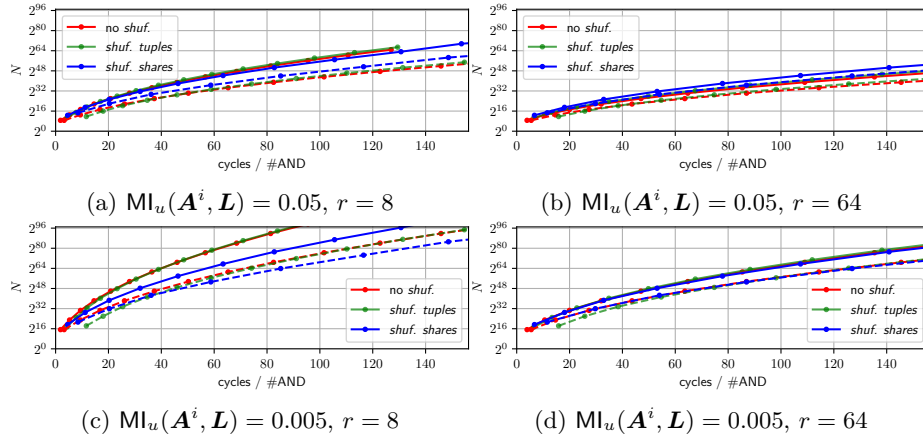 2^96
2^80
2^64
2^48
2^32
2^16
2^0
N
no shuf.
shuf. tuples
shuf. shares
0 20 40 60 80 100 120 140
cycles / #AND
(a) MI_u(A^i, L) = 0.05, r = 8
2^96
2^80
2^64
2^48
2^32
2^16
2^0
N
no shuf.
shuf. tuples
shuf. shares
0 20 40 60 80 100 120 140
cycles / #AND
(b) MI_u(A^i, L) = 0.05, r = 64
2^96
2^80
2^64
2^48
2^32
2^16
2^0
N
no shuf.
shuf. tuples
shuf. shares
0 20 40 60 80 100 120 140
cycles / #AND
(c) MI_u(A^i, L) = 0.005, r = 8
2^96
2^80
2^64
2^48
2^32
2^16
2^0
N
no shuf.
shuf. tuples
shuf. shares
0 20 40 60 80 100 120 140
cycles / #AND
(d) MI_u(A^i, L) = 0.005, r = 64